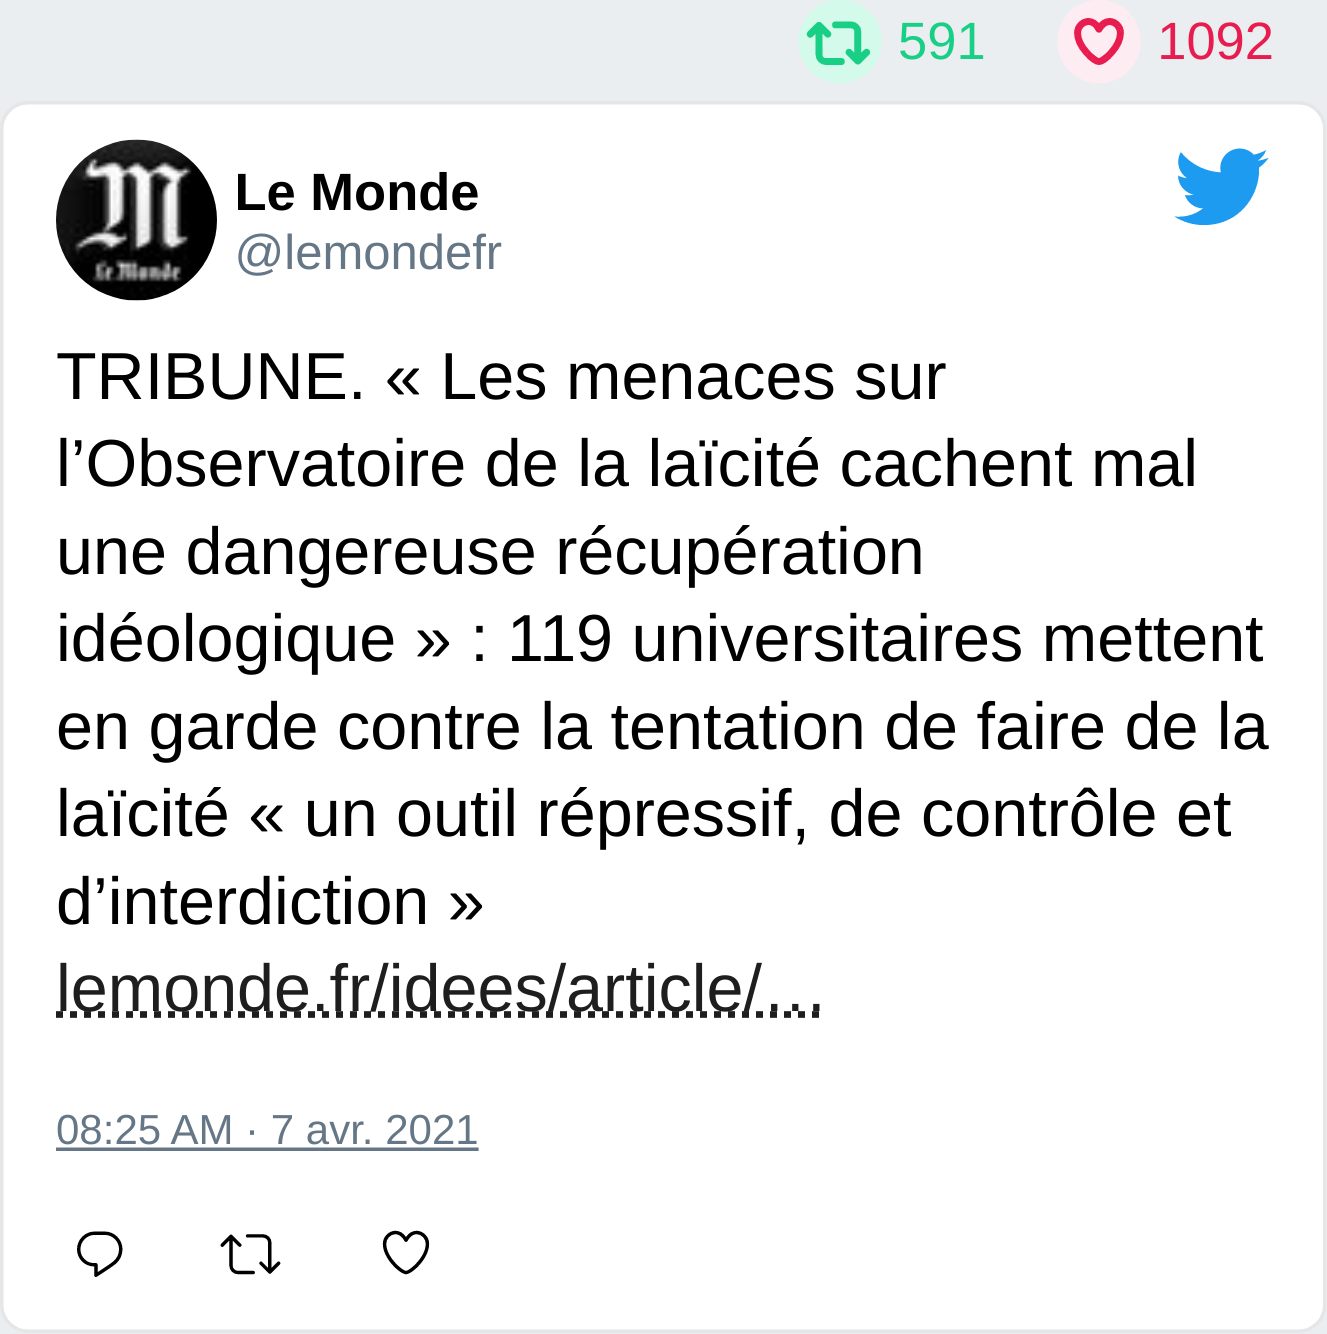 591 1092
Le Monde
Le Monde
@lemondefr
TRIBUNE. « Les menaces sur
l’Observatoire de la laïcité cachent mal
une dangereuse récupération
idéologique » : 119 universitaires mettent
en garde contre la tentation de faire de la
laïcité « un outil répressif, de contrôle et
d’interdiction »
lemonde.fr/idees/article/…
08:25 AM · 7 avr. 2021